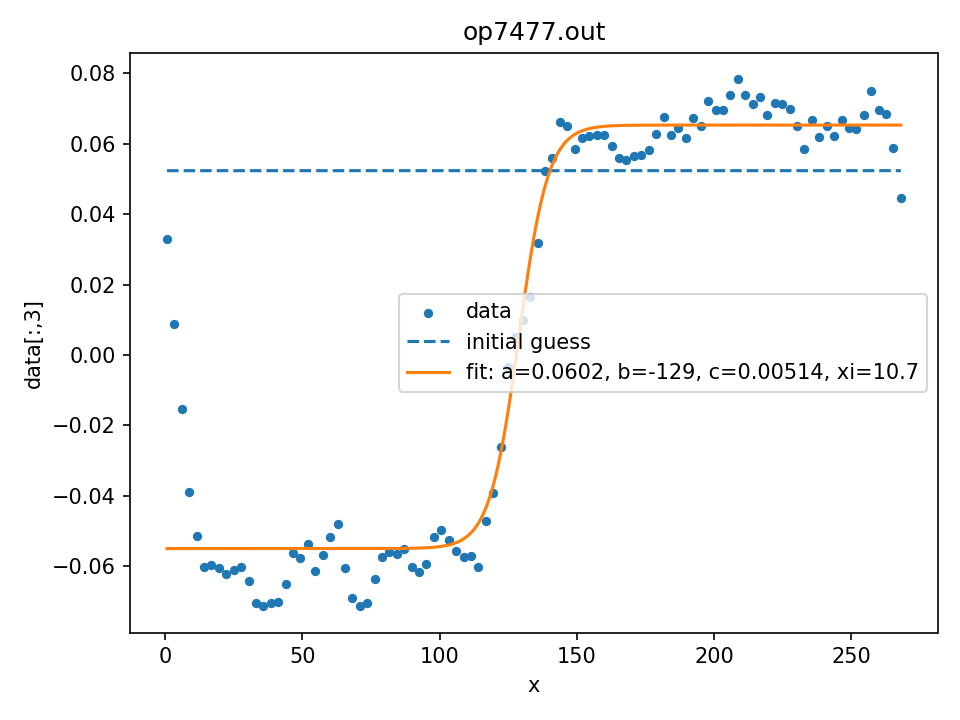 op7477.out
0.08
0.06
0.04
0.02
0.00
−0.02
−0.04
−0.06
data[:,3]
data
initial guess
fit: a=0.0602, b=-129, c=0.00514, xi=10.7
0 50 100 150 200 250
x